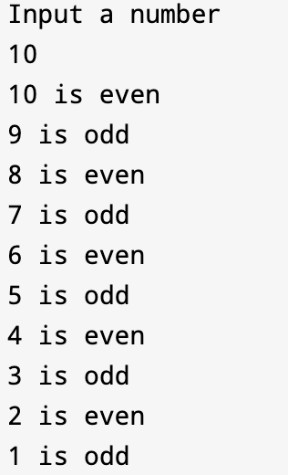 Input a number
10
10 is even
9 is odd
8 is even
7 is odd
6 is even
5 is odd
4 is even
3 is odd
2 is even
1 is odd